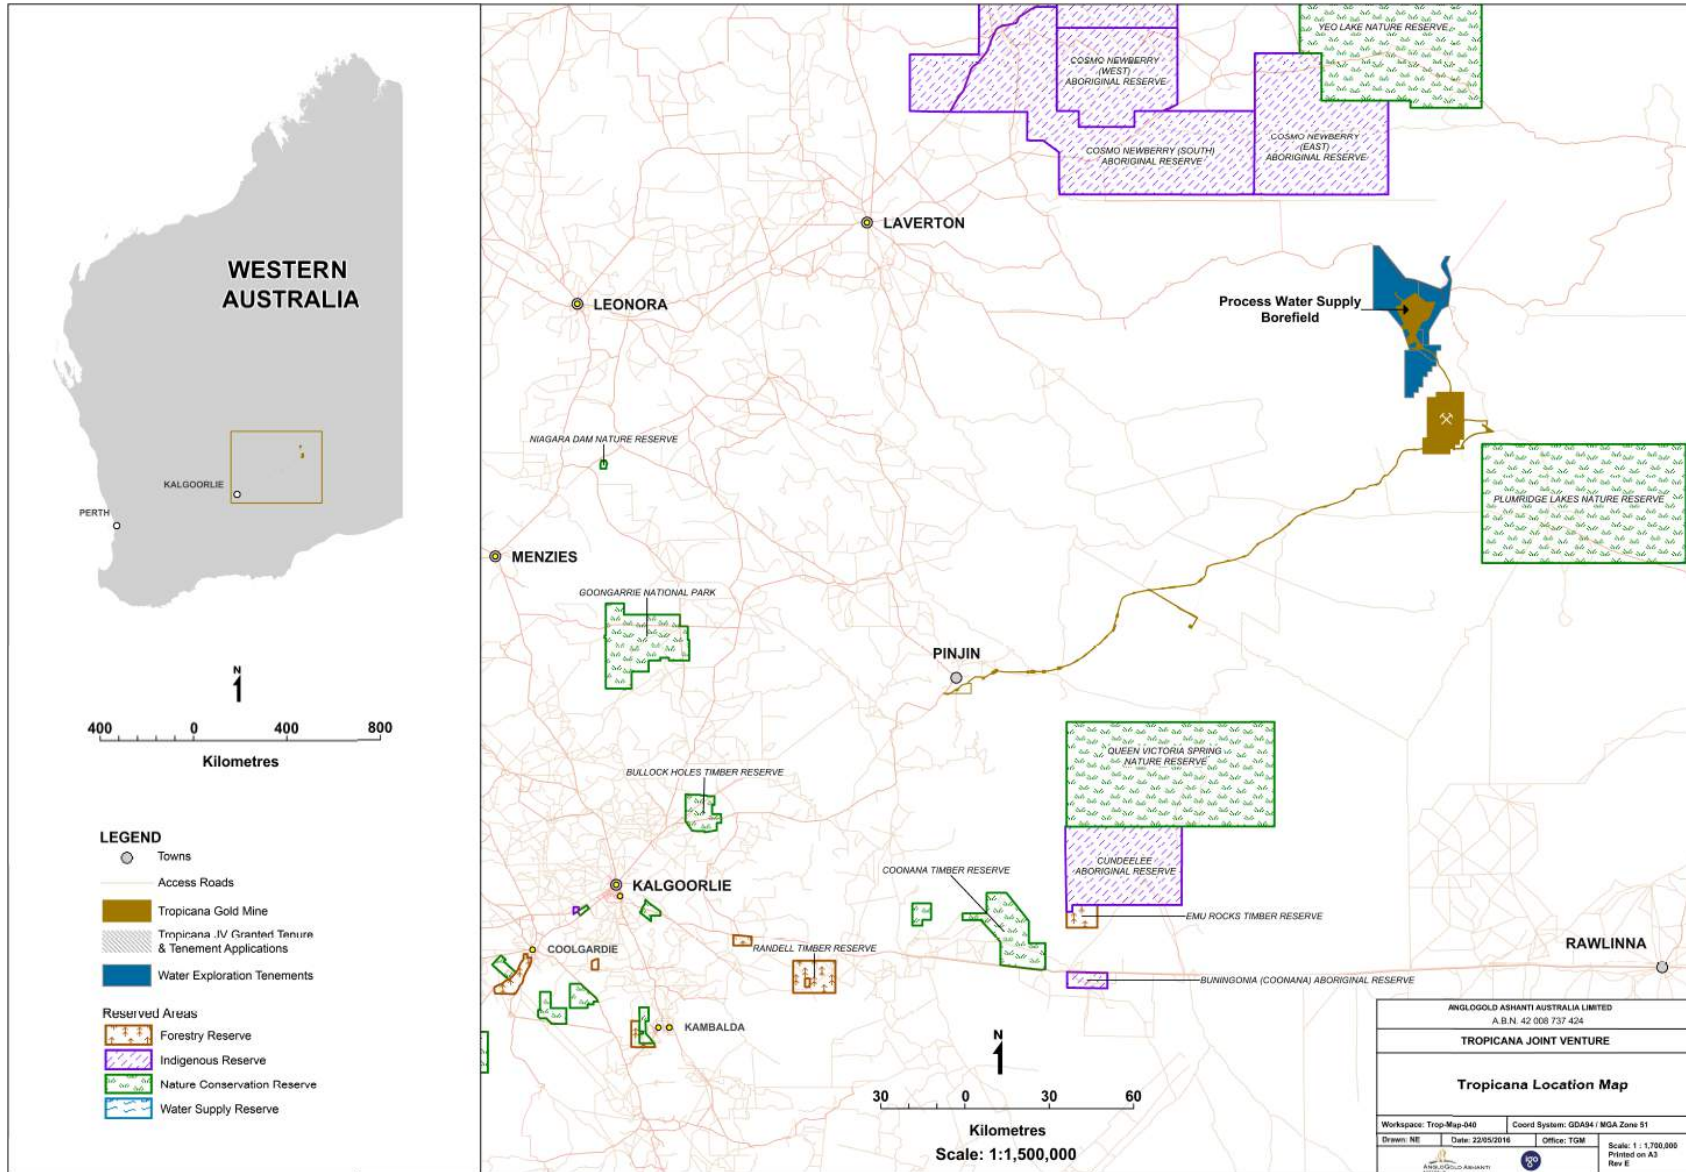 WESTERN
AUSTRALIA
KALGOORLIE
PERTH
N
400 0 400 800
Kilometres
LEGEND
Towns
Access Roads
Tropicana Gold Mine
Tropicana JV Granted Tenure
& Tenement Applications
Water Exploration Tenements
Reserved Areas
Forestry Reserve
Indigenous Reserve
Nature Conservation Reserve
Water Supply Reserve
YEO LAKE NATURE RESERVE
COSMO NEWBERRY
(WEST)
ABORIGINAL RESERVE
COSMO NEWBERRY (SOUTH)
ABORIGINAL RESERVE
COSMO NEWBERRY
(EAST)
ABORIGINAL RESERVE
LAVERTON
LEONORA
Process Water Supply
Borefield
NIAGARA DAM NATURE RESERVE
PLUMRIDGE LAKES NATURE RESERVE
MENZIES
GOONGARRIE NATIONAL PARK
PINJIN
QUEEN VICTORIA SPRING
NATURE RESERVE
BULLOCK HOLES TIMBER RESERVE
CUNDEELEE
ABORIGINAL RESERVE
COONANA TIMBER RESERVE
KALGOORLIE
EMU ROCKS TIMBER RESERVE
COOLGARDIE
RANDELL TIMBER RESERVE
RAWLINNA
BUNINGONIA (COONANA) ABORIGINAL RESERVE
KAMBALDA
N
30 0 30 60
Kilometres
Scale: 1:1,500,000
ANGLOGOLD ASHANTI AUSTRALIA LIMITED
A.B.N. 42 008 737 424
TROPICANA JOINT VENTURE
Tropicana Location Map
Workspace: Trop-Map-040 Coord System: GDA94 / MGA Zone 51
Drawn: NE Date: 22/05/2016 Office: TGM Scale: 1 : 1,700,000
Printed on A3
Rev E
ANGLOGOLD ASHANTI
igo